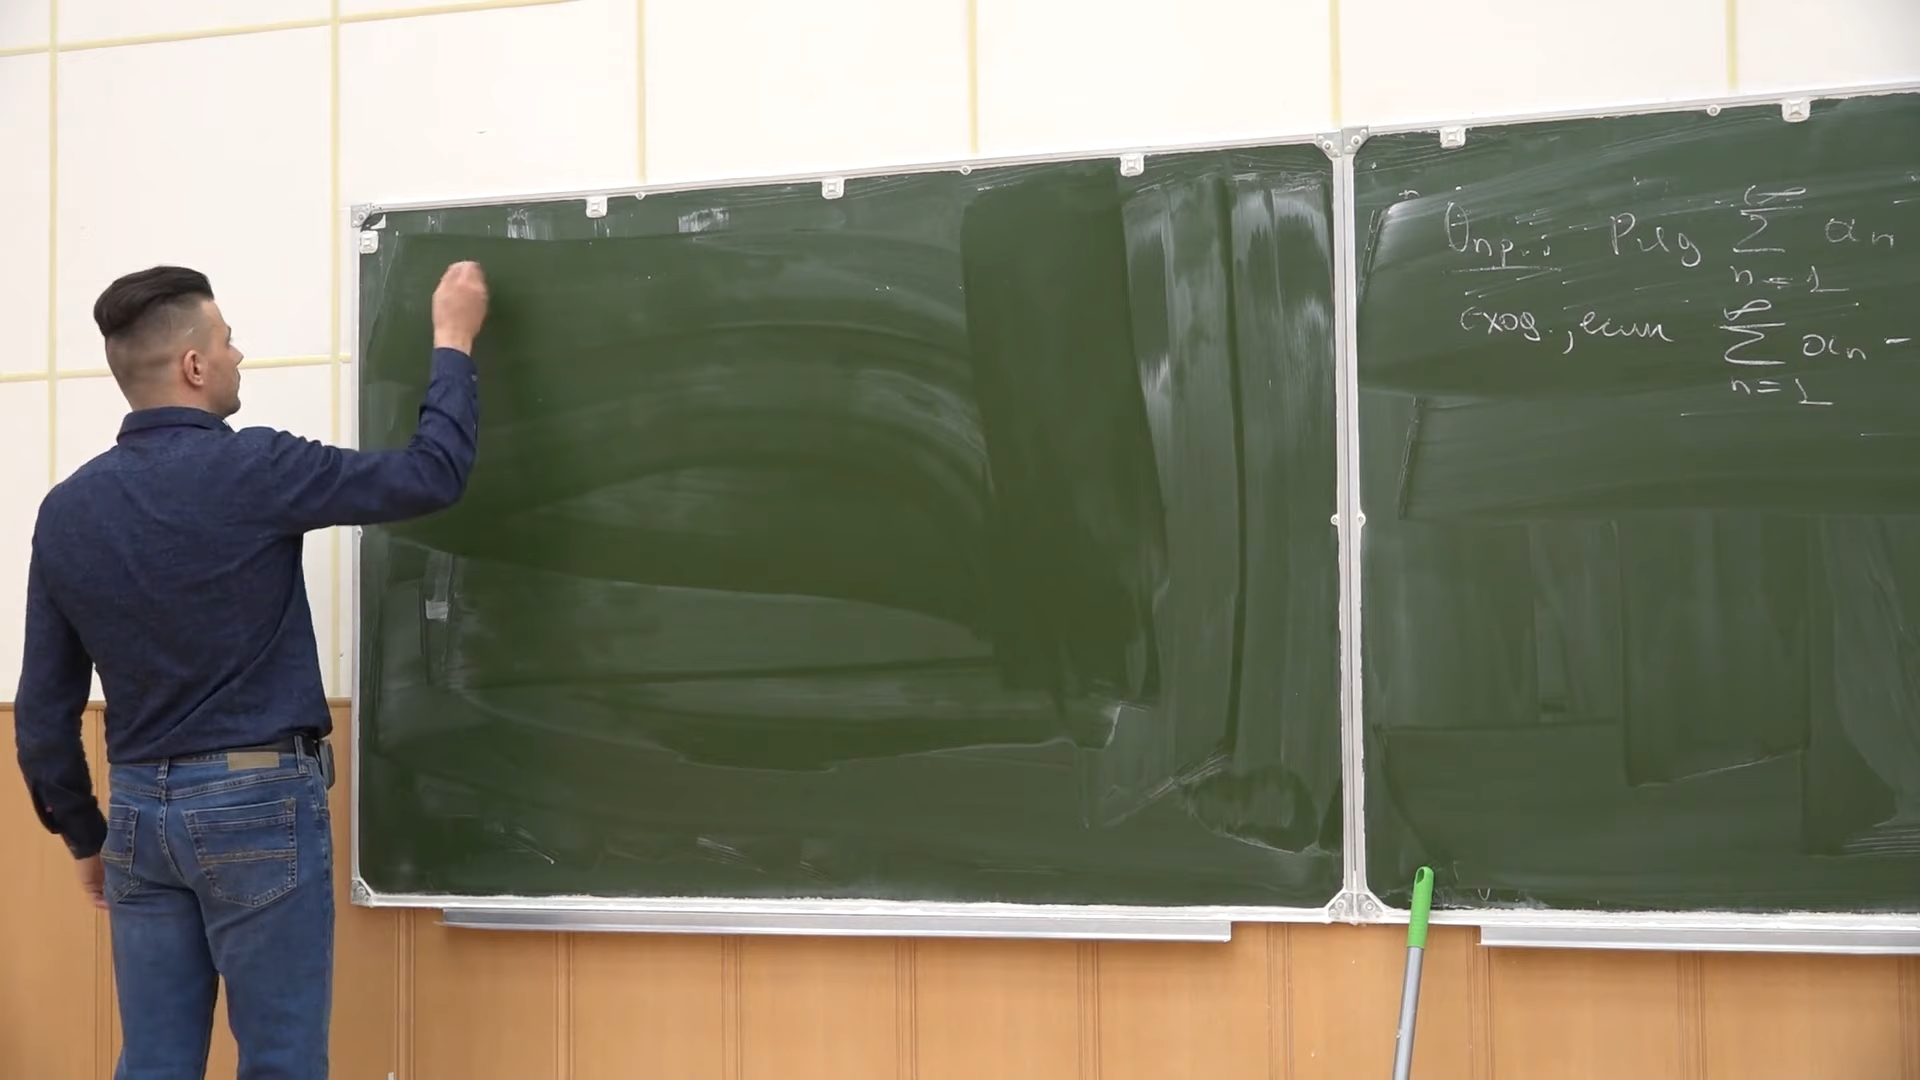 Опр.: Ряд ∞ ∑ n=1 an -
сход., если ∞ ∑ n=1 an -